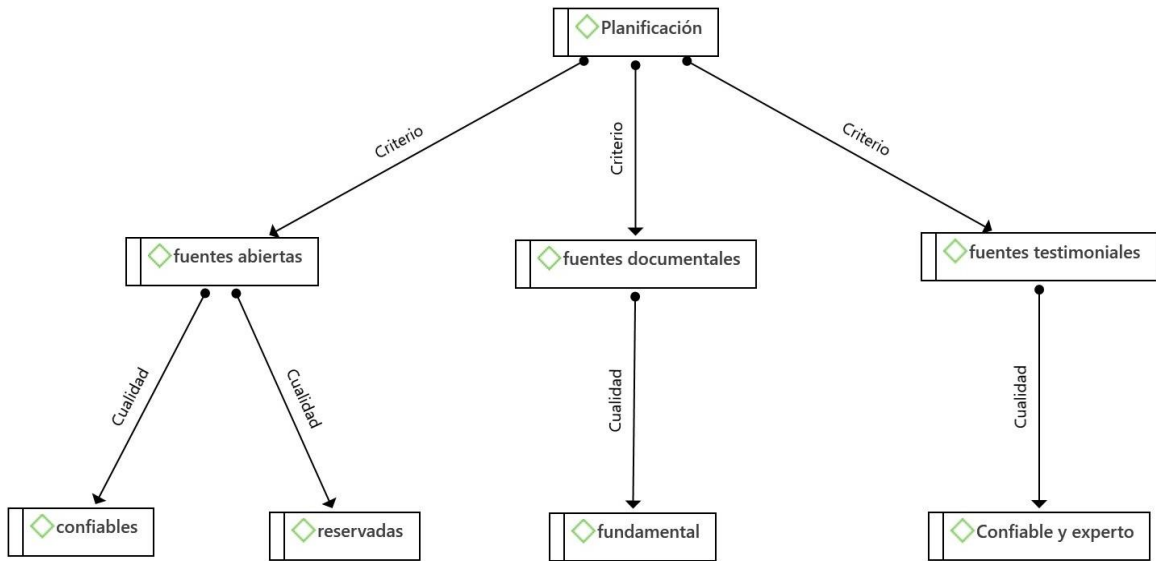 Planificación
Criterio
Criterio
Criterio
fuentes abiertas
fuentes documentales
fuentes testimoniales
Cualidad
Cualidad
Cualidad
Cualidad
confiables
reservadas
fundamental
Confiable y experto